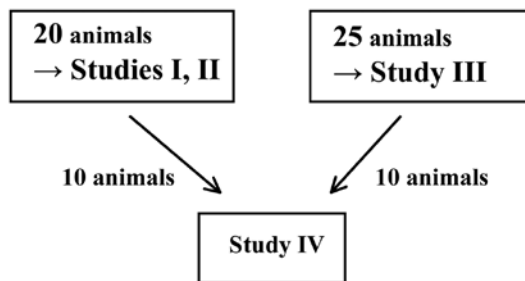 20 animals
→ Studies I, II
25 animals
→ Study III
10 animals
10 animals
Study IV